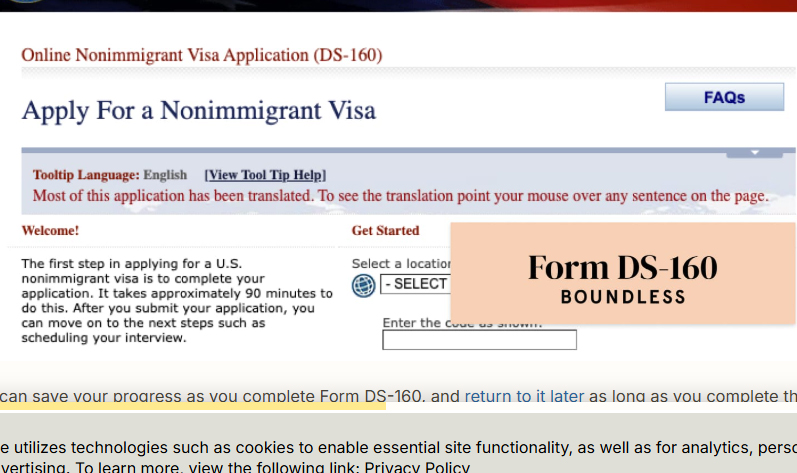 Online Nonimmigrant Visa Application (DS-160)
Apply For a Nonimmigrant Visa
FAQs
Tooltip Language: English [View Tool Tip Help]
Most of this application has been translated. To see the translation point your mouse over any sentence on the page.
Welcome!
The first step in applying for a U.S.
nonimmigrant visa is to complete your
application. It takes approximately 90 minutes to
do this. After you submit your application, you
can move on to the next steps such as
scheduling your interview.
Get Started
Select a location
- SELECT
Enter the code as shown:
Form DS-160
BOUNDLESS
can save your progress as you complete Form DS-160, and return to it later as long as you complete th
e utilizes technologies such as cookies to enable essential site functionality, as well as for analytics, perso
vertising. To learn more, view the following link: Privacy Policy